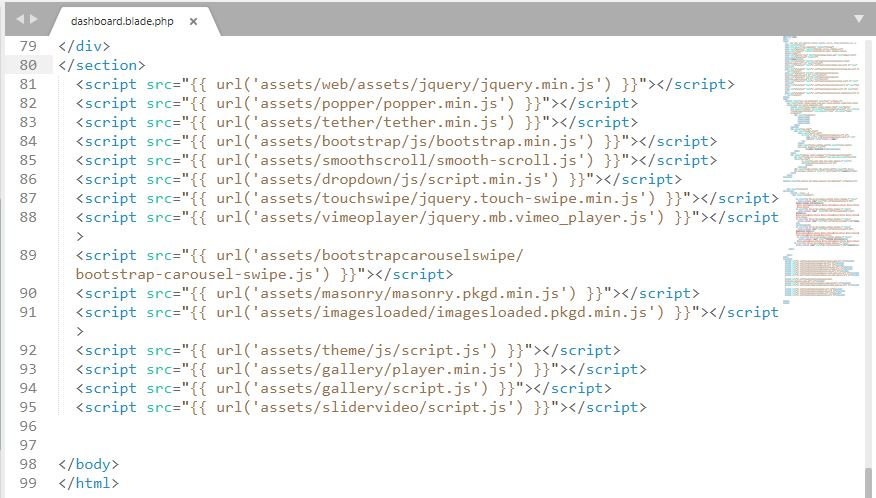 dashboard.blade.php ×
79 </div>
80 </section>
81 <script src="{{ url('assets/web/assets/jquery/jquery.min.js') }}"></script>
82 <script src="{{ url('assets/popper/popper.min.js') }}"></script>
83 <script src="{{ url('assets/tether/tether.min.js') }}"></script>
84 <script src="{{ url('assets/bootstrap/js/bootstrap.min.js') }}"></script>
85 <script src="{{ url('assets/smoothscroll/smooth-scroll.js') }}"></script>
86 <script src="{{ url('assets/dropdown/js/script.min.js') }}"></script>
87 <script src="{{ url('assets/touchswipe/jquery.touch-swipe.min.js') }}"></script>
88 <script src="{{ url('assets/vimeoplayer/jquery.mb.vimeo_player.js') }}"></script
>
89 <script src="{{ url('assets/bootstrapcarouselswipe/
bootstrap-carousel-swipe.js') }}"></script>
90 <script src="{{ url('assets/masonry/masonry.pkgd.min.js') }}"></script>
91 <script src="{{ url('assets/imagesloaded/imagesloaded.pkgd.min.js') }}"></script
>
92 <script src="{{ url('assets/theme/js/script.js') }}"></script>
93 <script src="{{ url('assets/gallery/player.min.js') }}"></script>
94 <script src="{{ url('assets/gallery/script.js') }}"></script>
95 <script src="{{ url('assets/slidervideo/script.js') }}"></script>
96
97
98 </body>
99 </html>